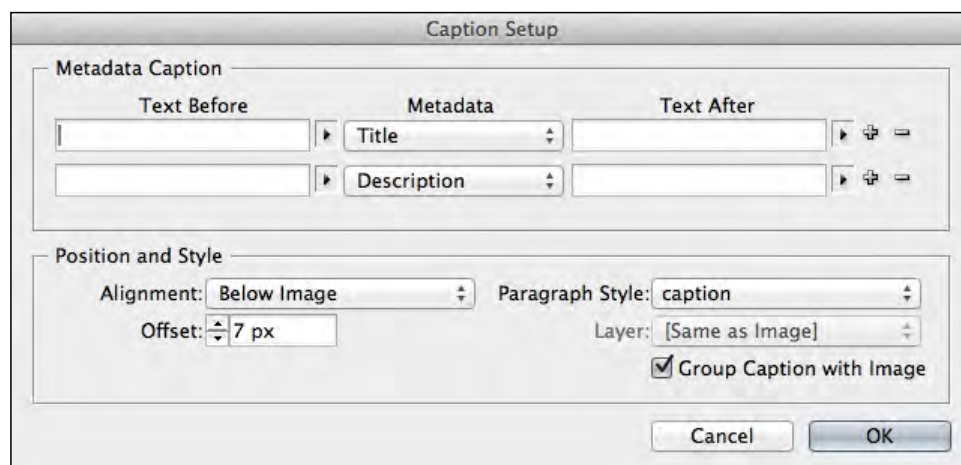 Caption Setup
Metadata Caption
Text Before Metadata Text After
Title
Description
Position and Style
Alignment: Below Image Paragraph Style: caption
Offset: 7 px Layer: [Same as Image]
Group Caption with Image
Cancel OK